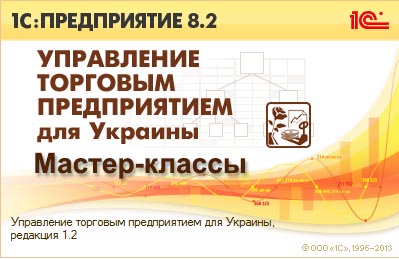 1С:ПРЕДПРИЯТИЕ 8.2
1С
УПРАВЛЕНИЕ
ТОРГОВЫМ
ПРЕДПРИЯТИЕМ
для Украины
Мастер-классы
Управление торговым предприятием для Украины,
редакция 1.2
© ООО «1С», 1996–2013